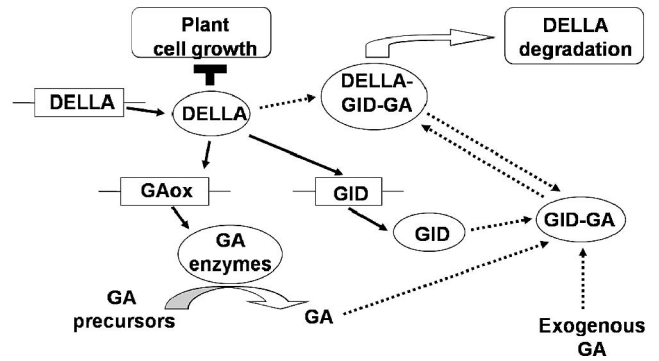 Plant
cell growth
DELLA
degradation
DELLA
DELLA
DELLA-
GID-GA
GAox
GID
GID
GID-GA
GA
enzymes
GA
precursors
GA
Exogenous
GA